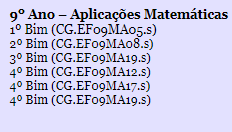 9º Ano – Aplicações Matemáticas
1º Bim (CG.EF09MA05.s)
2º Bim (CG.EF09MA08.s)
3º Bim (CG.EF09MA19.s)
4º Bim (CG.EF09MA12.s)
4º Bim (CG.EF09MA17.s)
4º Bim (CG.EF09MA19.s)